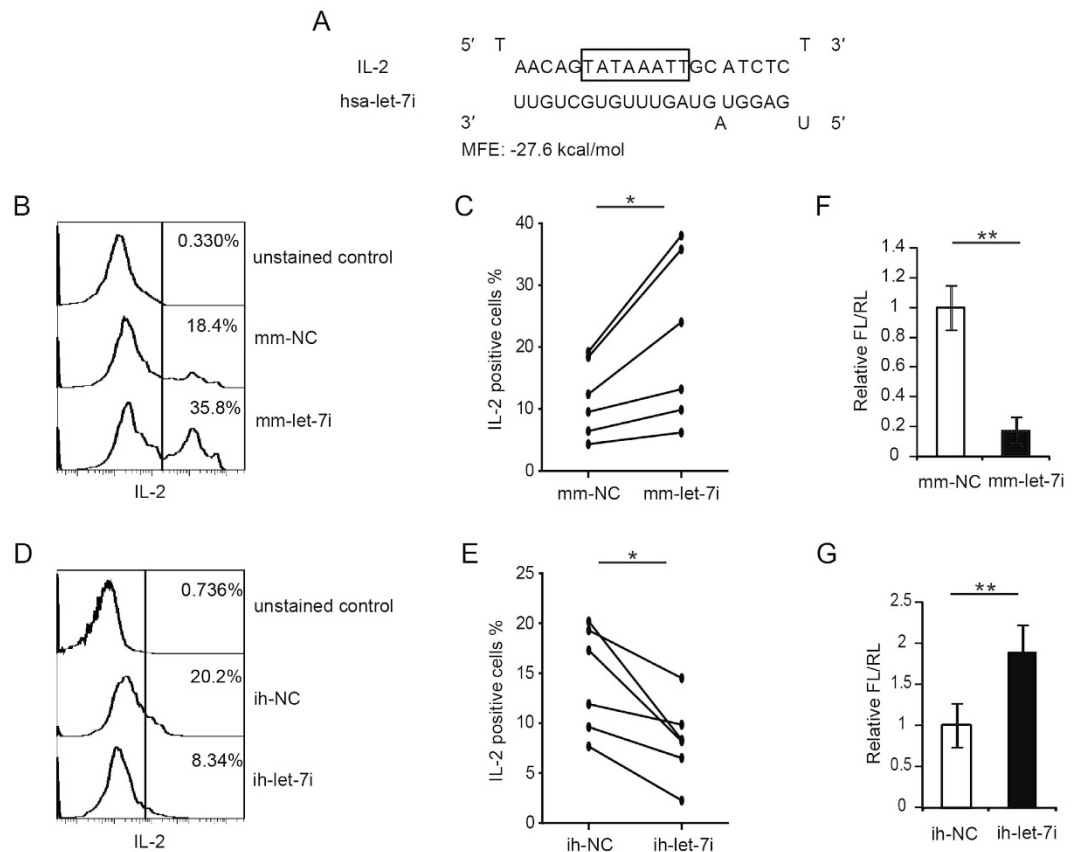 A
5′ T T 3′
IL-2 AACAGTATAAATTGC ATCTC
hsa-let-7i UUGUCGUGUUUGAUG UGGAG
3′ A U 5′
MFE: -27.6 kcal/mol
B
0.330%
unstained control
18.4%
mm-NC
35.8%
mm-let-7i
IL-2
C
*
IL-2 positive cells %
40
30
20
10
0
mm-NC mm-let-7i
F
**
Relative FL/RL
1.4
1.2
1
0.8
0.6
0.4
0.2
0
mm-NC mm-let-7i
D
0.736%
unstained control
20.2%
ih-NC
8.34%
ih-let-7i
IL-2
E
*
IL-2 positive cells %
25
20
15
10
5
0
ih-NC ih-let-7i
G
**
Relative FL/RL
2.5
2
1.5
1
0.5
0
ih-NC ih-let-7i